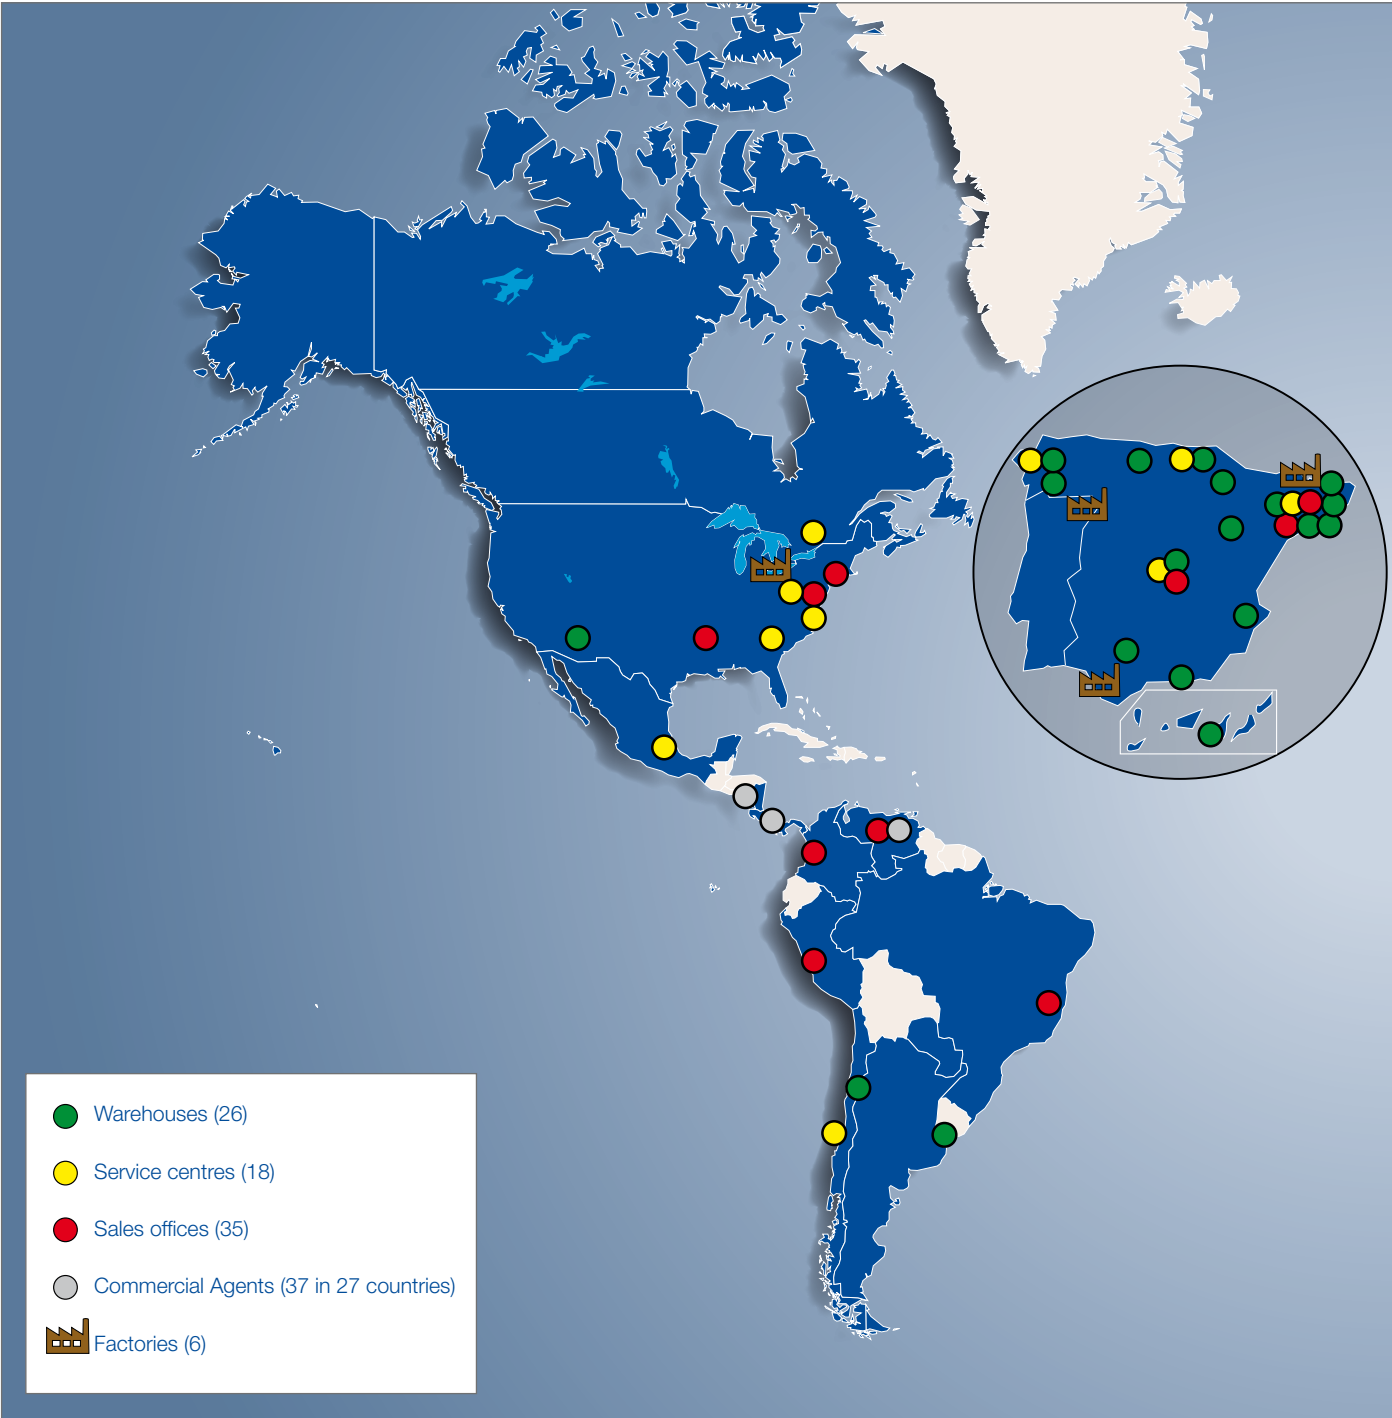 Warehouses (26)
Service centres (18)
Sales offices (35)
Commercial Agents (37 in 27 countries)
Factories (6)